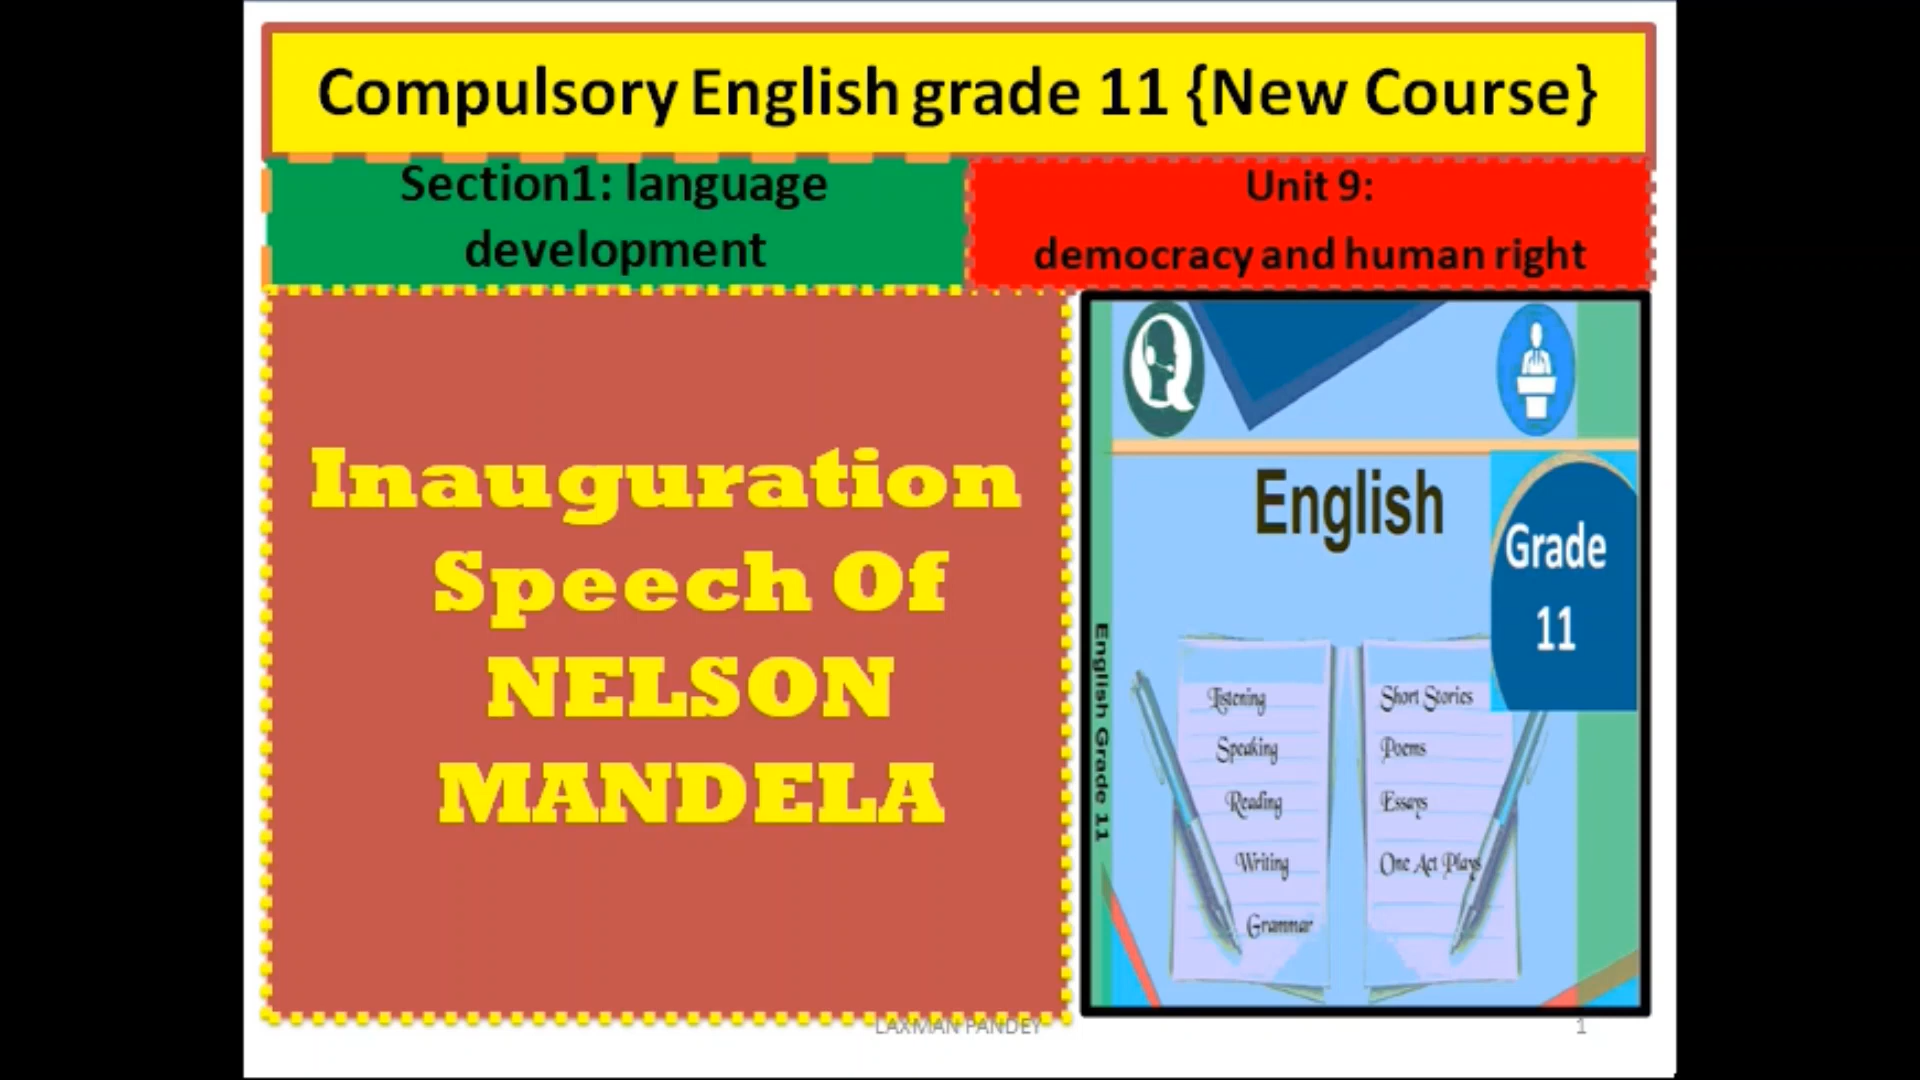 Compulsory English grade 11 {New Course}
Section1: language
development
Unit 9:
democracy and human right
Inauguration
Speech Of
NELSON
MANDELA
English
Grade
11
English Grade 11
Listening
Speaking
Reading
Writing
Grammar
Short Stories
Poems
Essays
One Act Plays
LAXMAN PANDEY
1